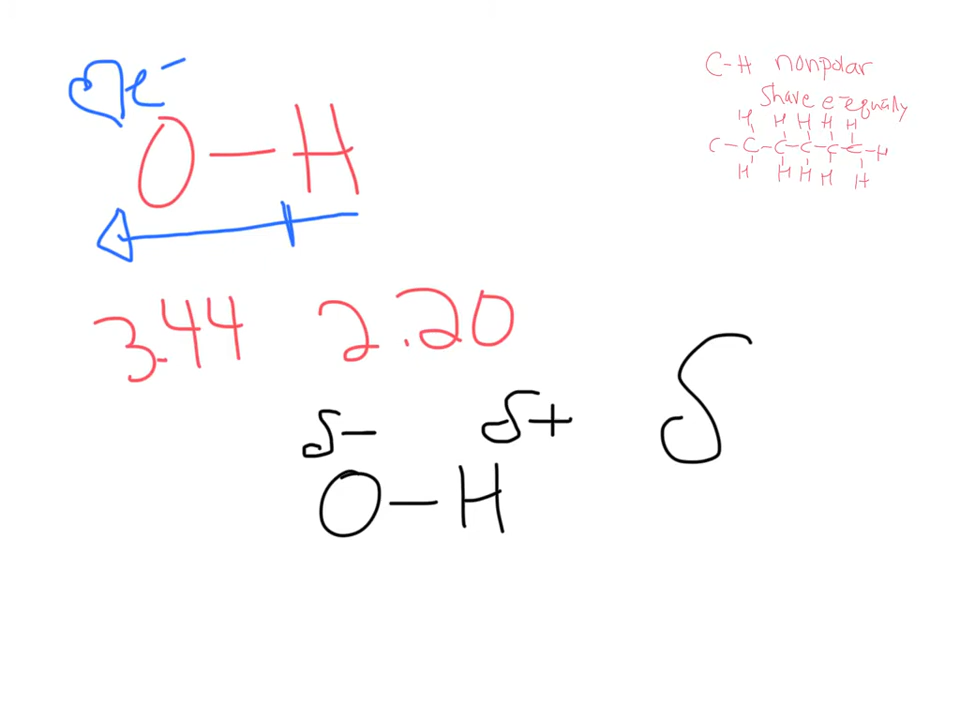 ♡ e⁻
O – H
3.44 2.20
δ– δ+
O – H
δ
C-H nonpolar
share e⁻ equally
H H H H H
C – C – C – C – C – C – H
H H H H H